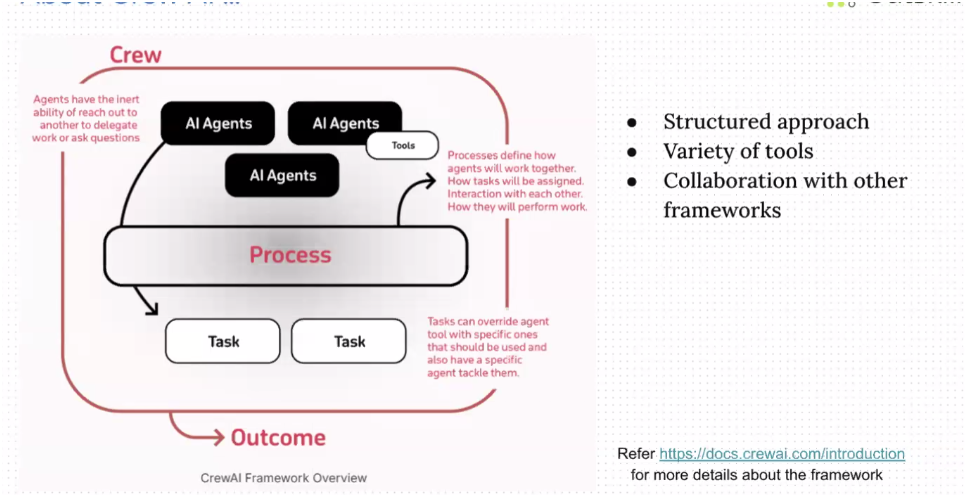 Crew
Agents have the inert
ability of reach out to
another to delegate
work or ask questions
AI Agents
AI Agents
Tools
AI Agents
Processes define how
agents will work together.
How tasks will be assigned.
Interaction with each other.
How they will perform work.
Process
Task
Task
Tasks can override agent
tool with specific ones
that should be used and
also have a specific
agent tackle them.
Outcome
CrewAI Framework Overview
● Structured approach
● Variety of tools
● Collaboration with other
frameworks
Refer https://docs.crewai.com/introduction
for more details about the framework